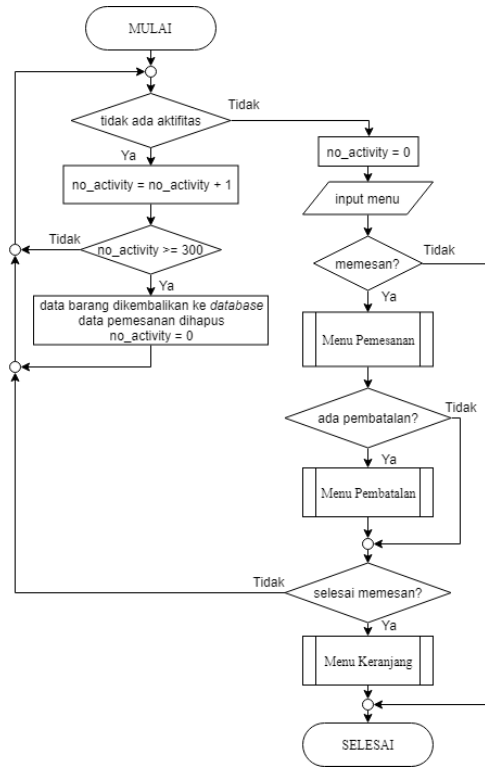 MULAI
tidak ada aktifitas
Tidak
Ya
no_activity = no_activity + 1
no_activity >= 300
Tidak
Ya
data barang dikembalikan ke database
data pemesanan dihapus
no_activity = 0
no_activity = 0
input menu
memesan?
Tidak
Ya
Menu Pemesanan
ada pembatalan?
Tidak
Ya
Menu Pembatalan
selesai memesan?
Tidak
Ya
Menu Keranjang
SELESAI